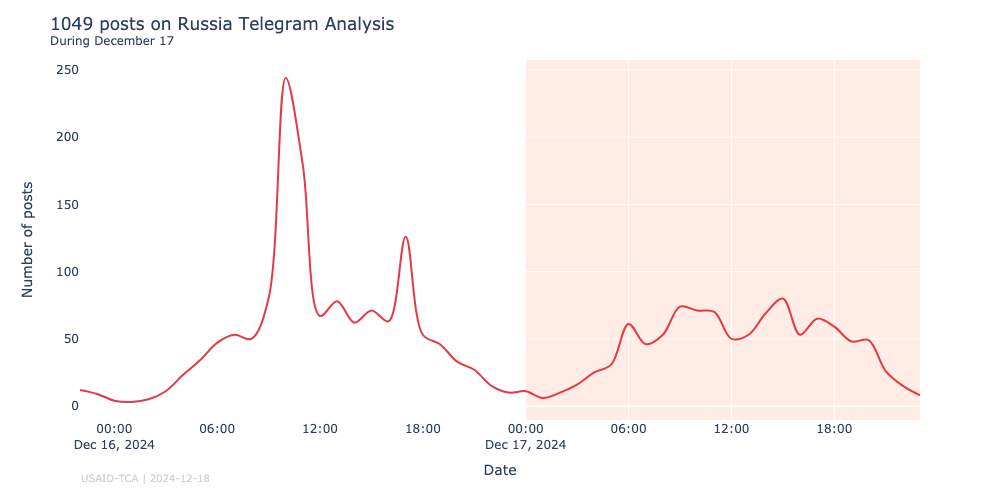 1049 posts on Russia Telegram Analysis
During December 17
250
200
150
100
50
0
Number of posts
00:00 06:00 12:00 18:00 00:00 06:00 12:00 18:00
Dec 16, 2024 Dec 17, 2024
Date
USAID-TCA | 2024-12-18